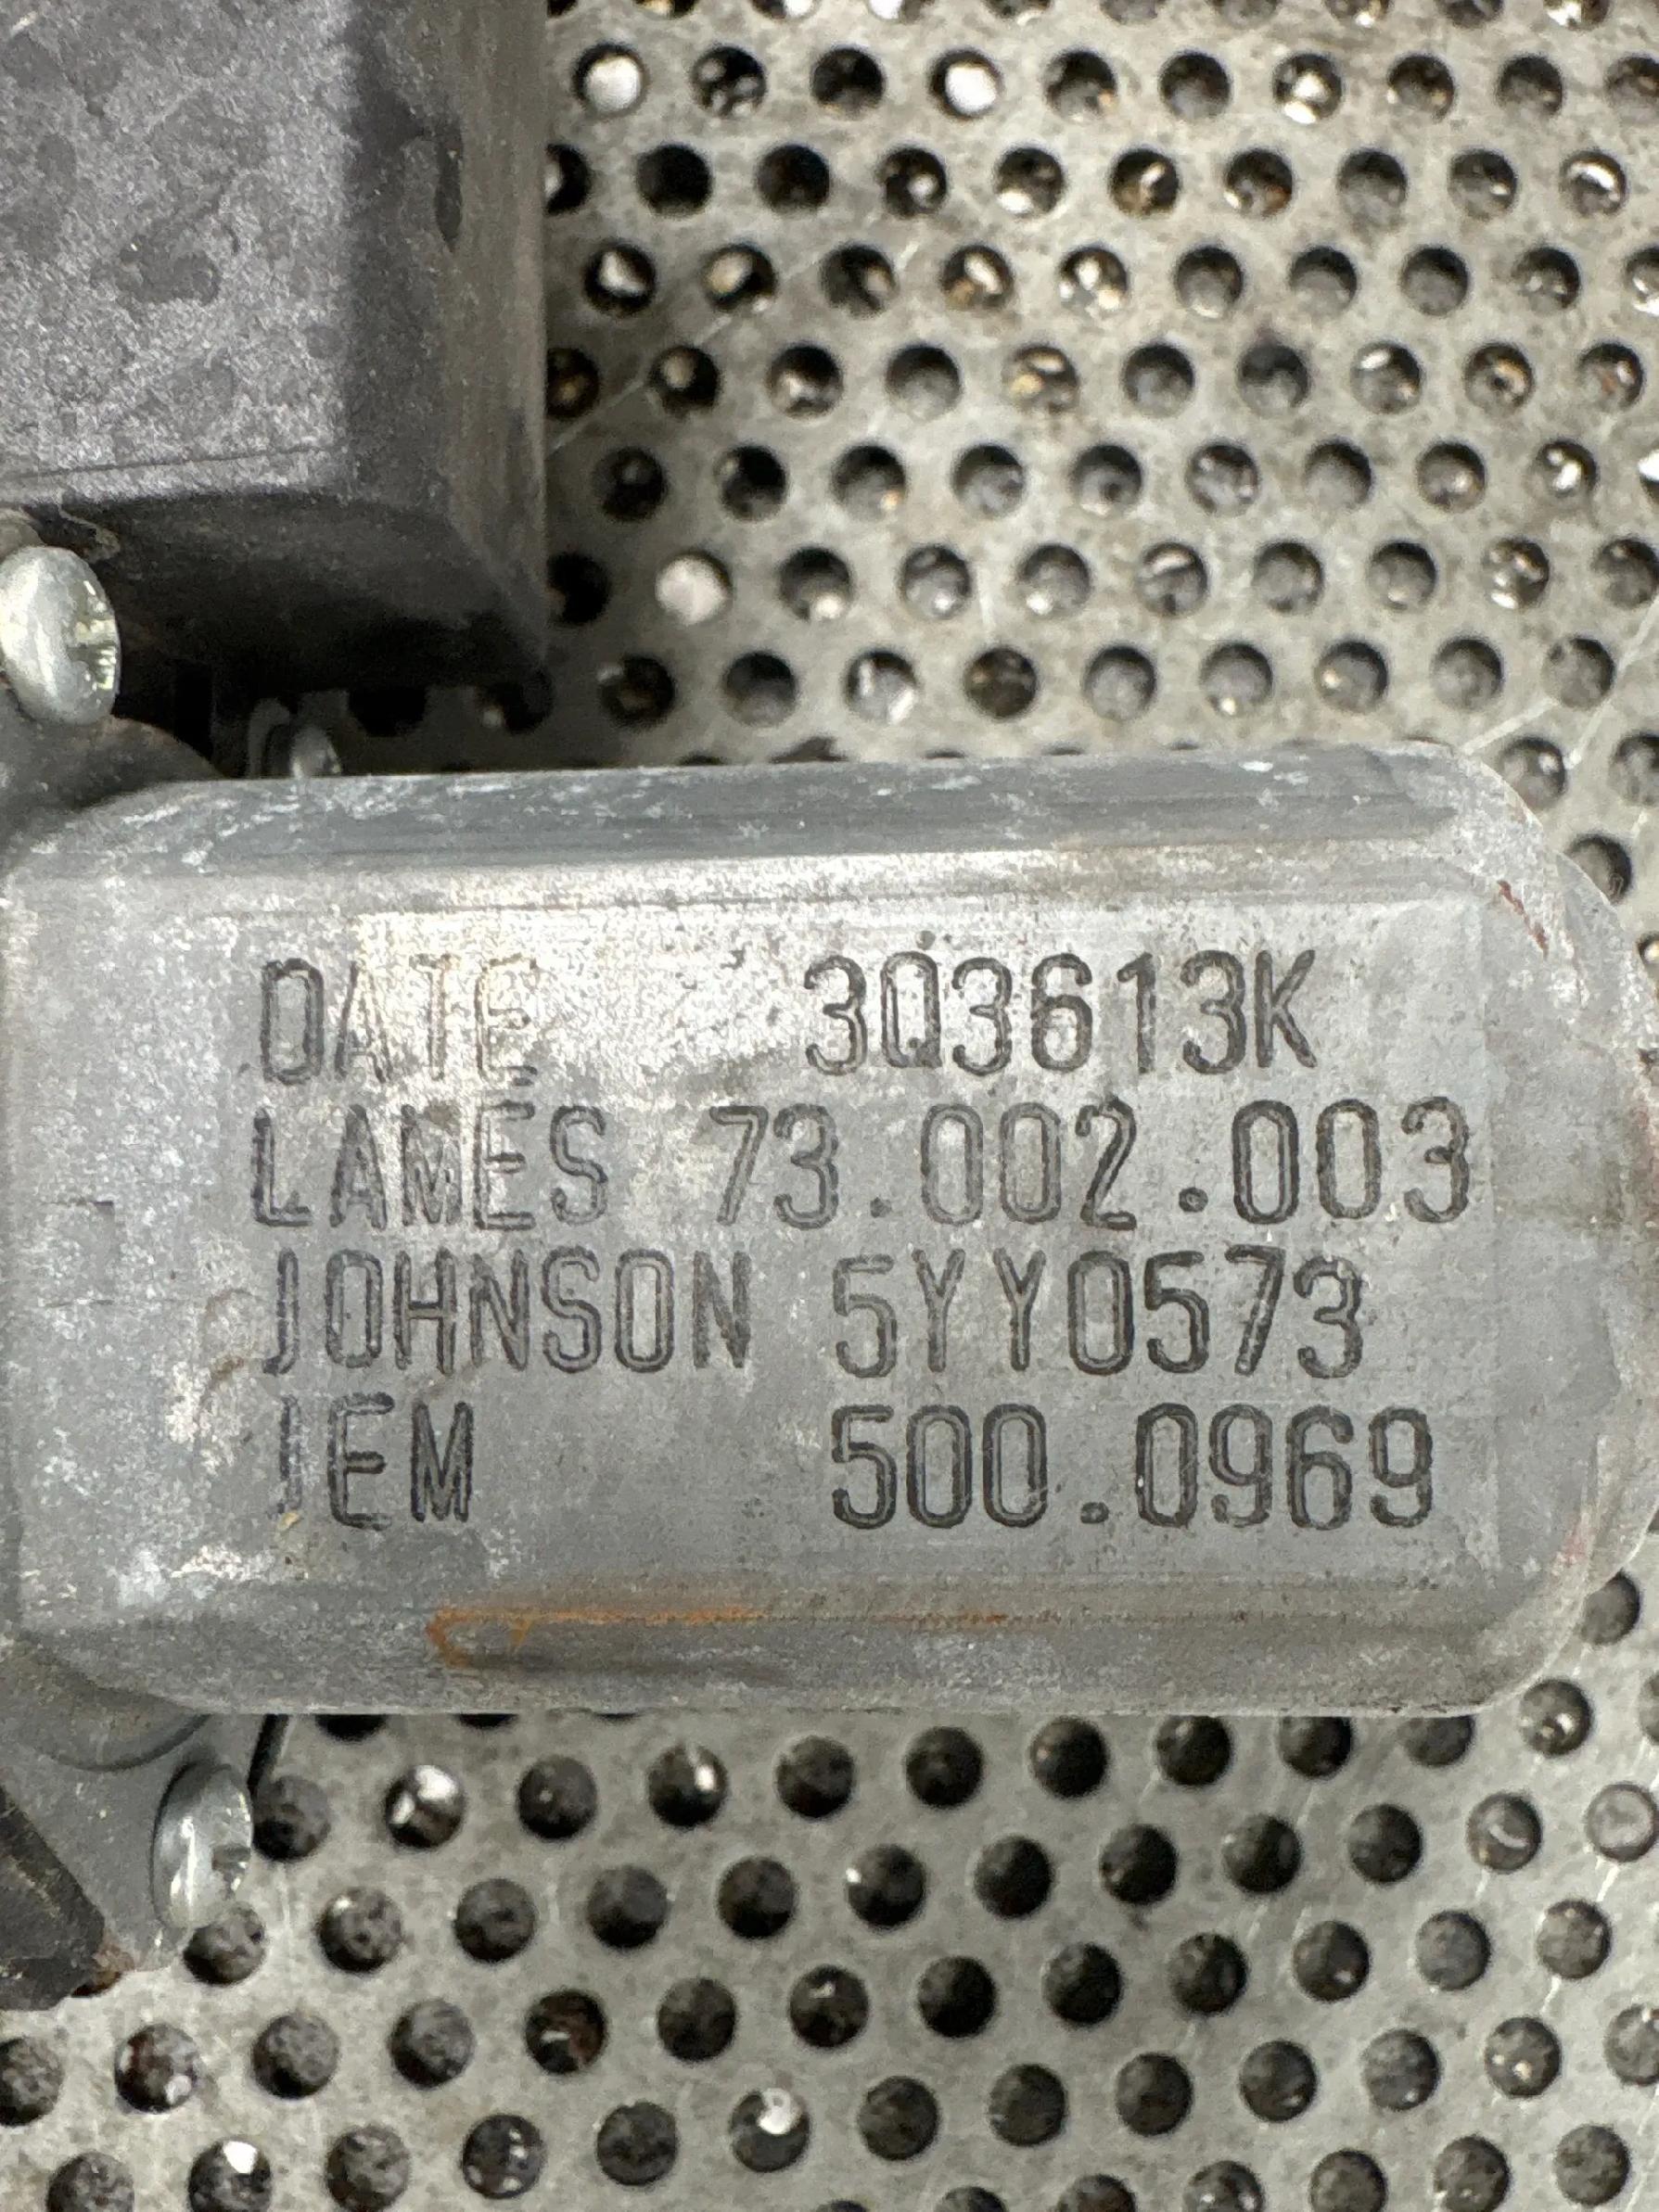 DATE 3Q3613K
LAMES 73.002.003
JOHNSON 5YY0573
JEM 500.0969